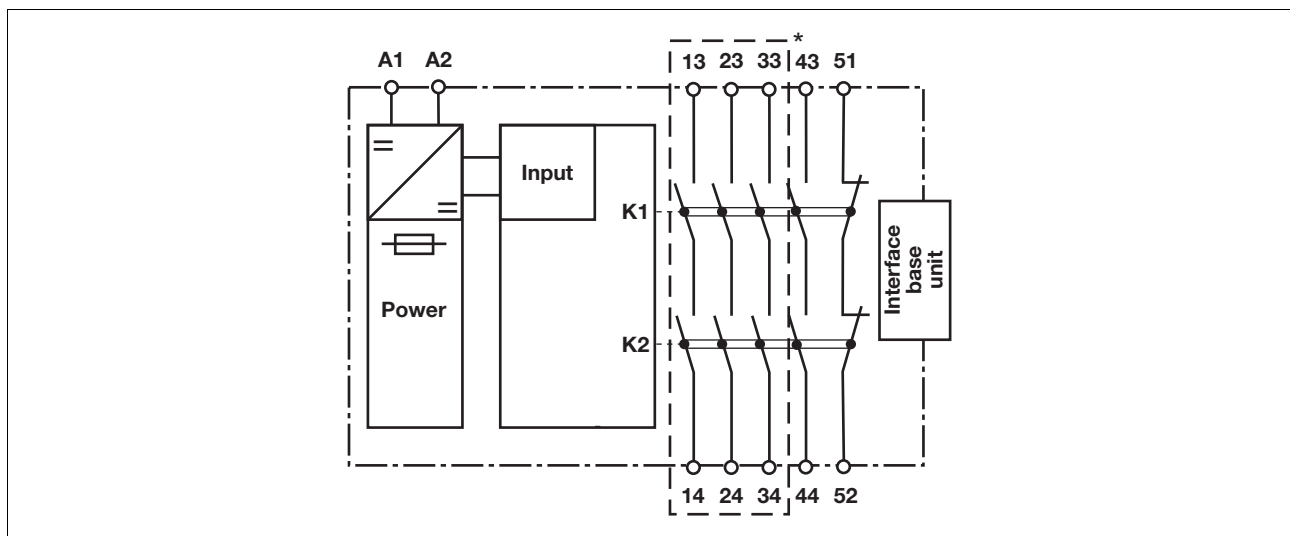 *
A1 A2 13 23 33 43 51
Input
K1
Interface
base
unit
Power
K2
14 24 34 44 52